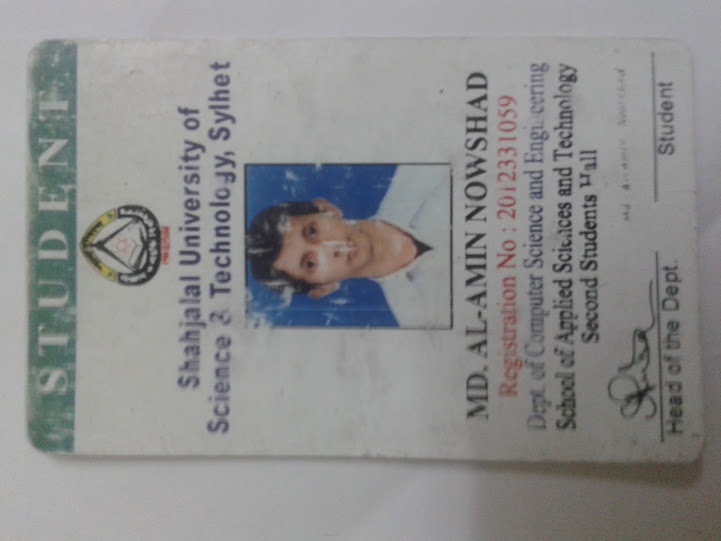 STUDENT
Shahjalal University of
Science & Technology, Sylhet
MD. AL-AMIN NOWSHAD
Registration No : 2012331059
Dept. of Computer Science and Engineering
School of Applied Sciences and Technology
Second Students Hall
Md Al-amin Nowshad
Head of the Dept.
Student